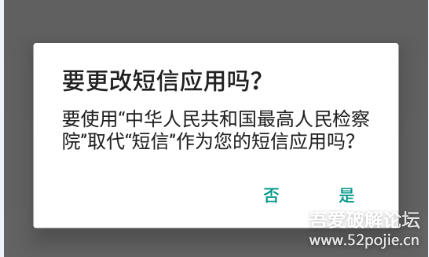 要更改短信应用吗？
要使用“中华人民共和国最高人民检察
院”取代“短信”作为您的短信应用吗？
否 是
吾爱破解论坛
www.52pojie.cn